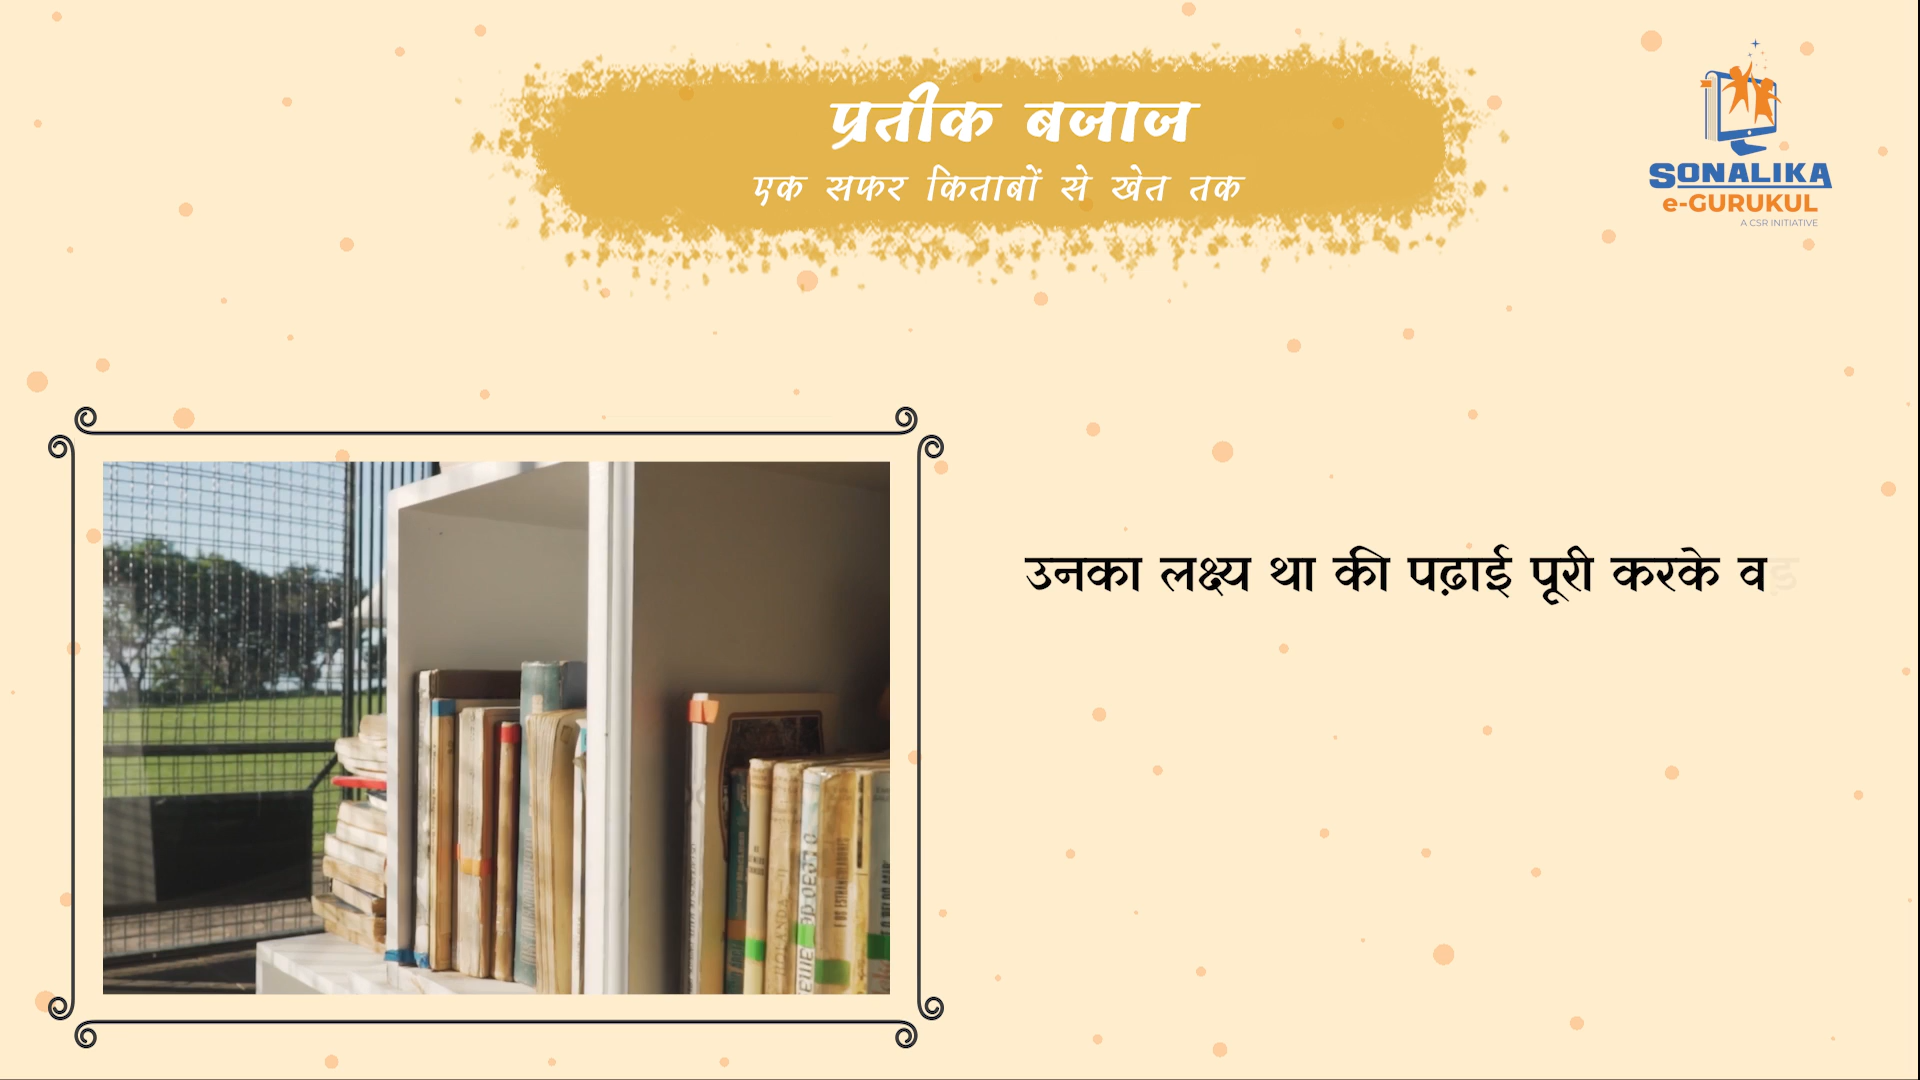 प्रतीक बजाज
एक सफर किताबों से खेत तक
SONALIKA
e-GURUKUL
A CSR INITIATIVE
उनका लक्ष्य था की पढ़ाई पूरी करके व